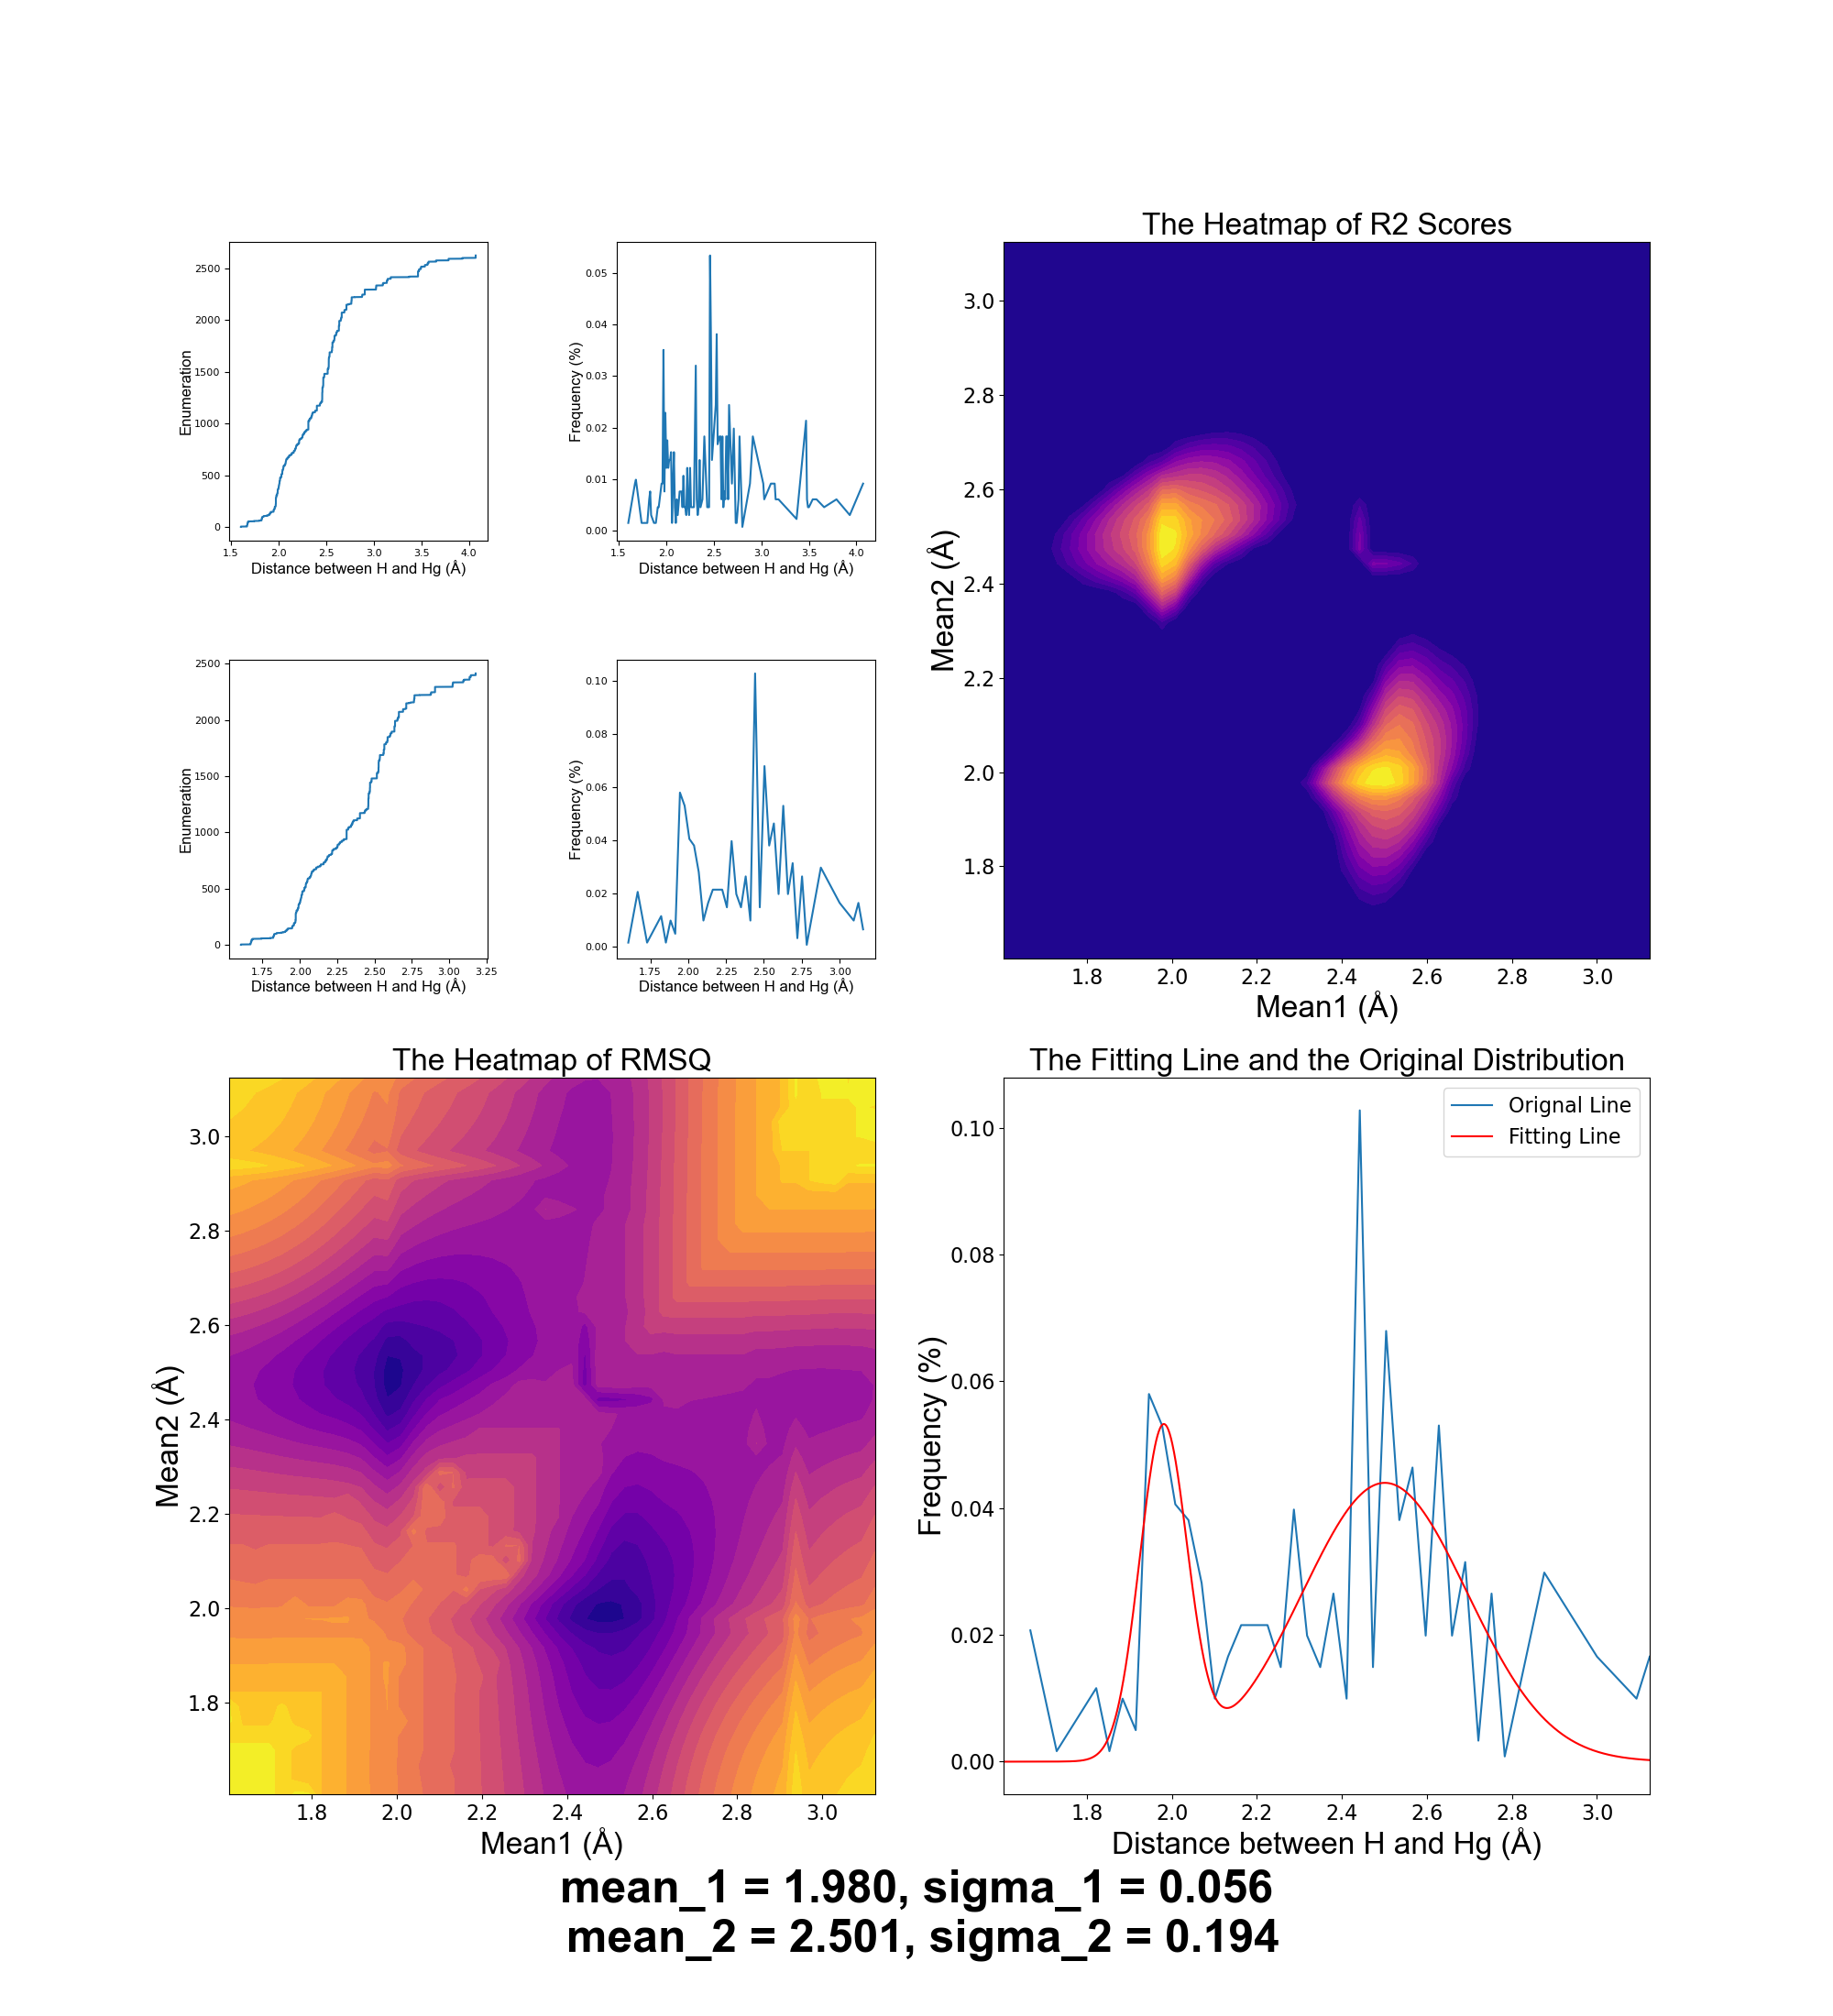 Enumeration
2500
2000
1500
1000
500
0
1.5 2.0 2.5 3.0 3.5 4.0
Distance between H and Hg (Å)
Frequency (%)
0.05
0.04
0.03
0.02
0.01
0.00
1.5 2.0 2.5 3.0 3.5 4.0
Distance between H and Hg (Å)
Enumeration
2500
2000
1500
1000
500
0
1.75 2.00 2.25 2.50 2.75 3.00 3.25
Distance between H and Hg (Å)
Frequency (%)
0.10
0.08
0.06
0.04
0.02
0.00
1.75 2.00 2.25 2.50 2.75 3.00
Distance between H and Hg (Å)
The Heatmap of R2 Scores
Mean2 (Å)
3.0
2.8
2.6
2.4
2.2
2.0
1.8
1.8 2.0 2.2 2.4 2.6 2.8 3.0
Mean1 (Å)
The Heatmap of RMSQ
Mean2 (Å)
3.0
2.8
2.6
2.4
2.2
2.0
1.8
1.8 2.0 2.2 2.4 2.6 2.8 3.0
Mean1 (Å)
The Fitting Line and the Original Distribution
Orignal Line
Fitting Line
Frequency (%)
0.10
0.08
0.06
0.04
0.02
0.00
1.8 2.0 2.2 2.4 2.6 2.8 3.0
Distance between H and Hg (Å)
mean_1 = 1.980, sigma_1 = 0.056
mean_2 = 2.501, sigma_2 = 0.194